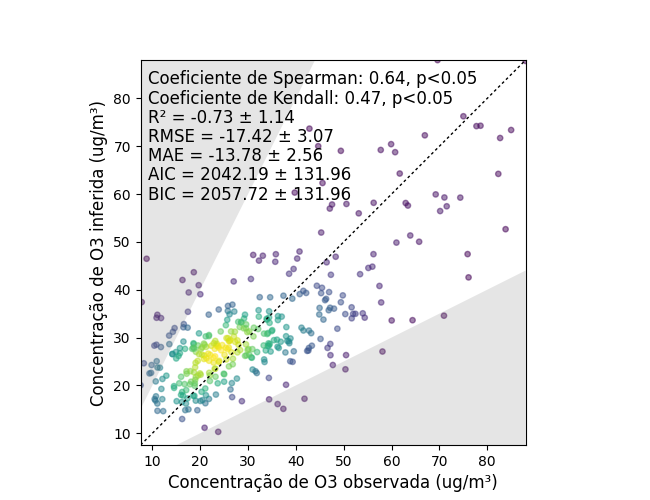 Coeficiente de Spearman: 0.64, p<0.05
Coeficiente de Kendall: 0.47, p<0.05
R² = -0.73 ± 1.14
RMSE = -17.42 ± 3.07
MAE = -13.78 ± 2.56
AIC = 2042.19 ± 131.96
BIC = 2057.72 ± 131.96
Concentração de O3 inferida (ug/m³)
80
70
60
50
40
30
20
10
10 20 30 40 50 60 70 80
Concentração de O3 observada (ug/m³)